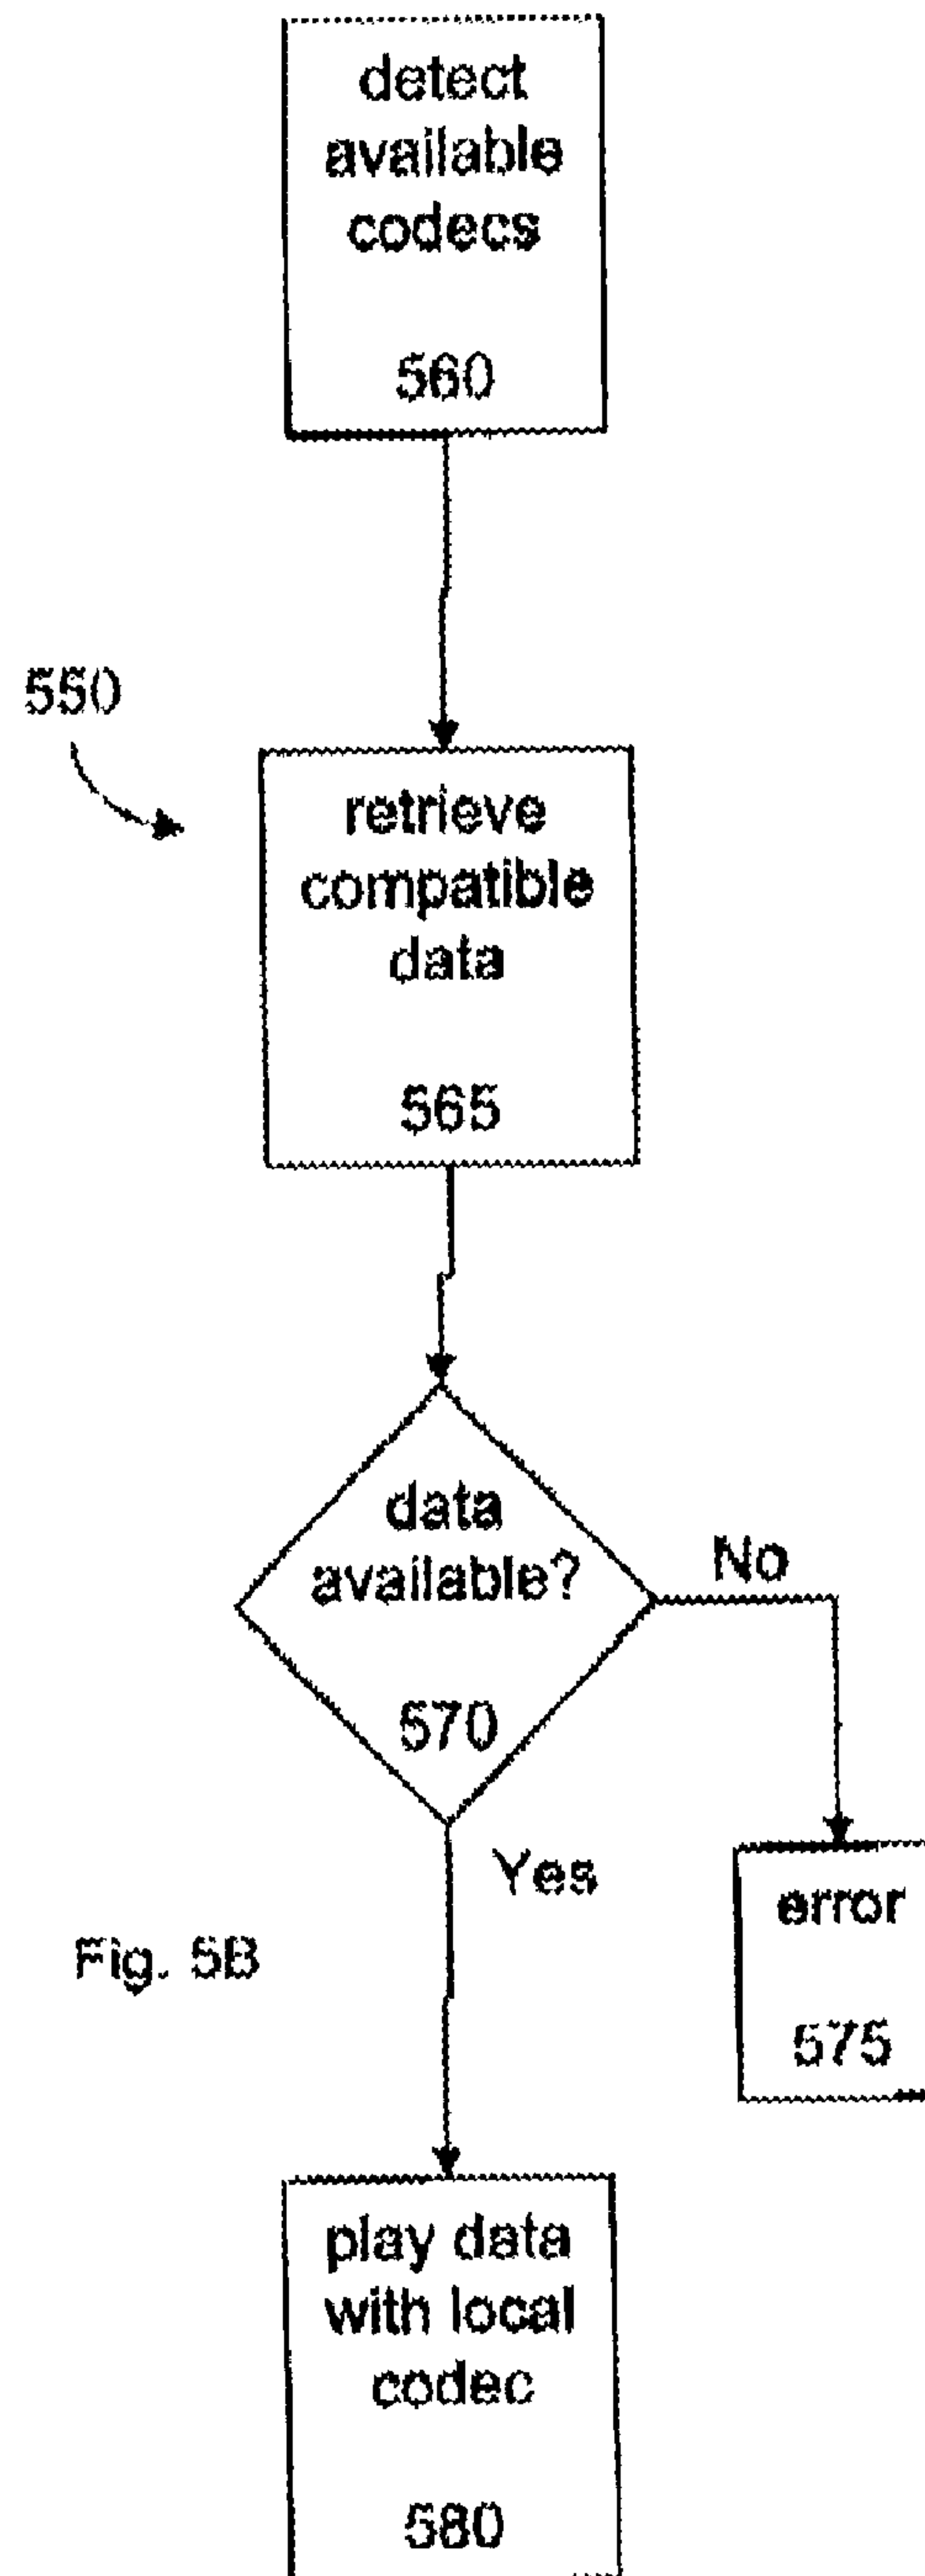 detect
available
codecs
560
550
retrieve
compatible
data
565
data
available?
570
No
Yes
error
575
Fig. 5B
play data
with local
codec
580